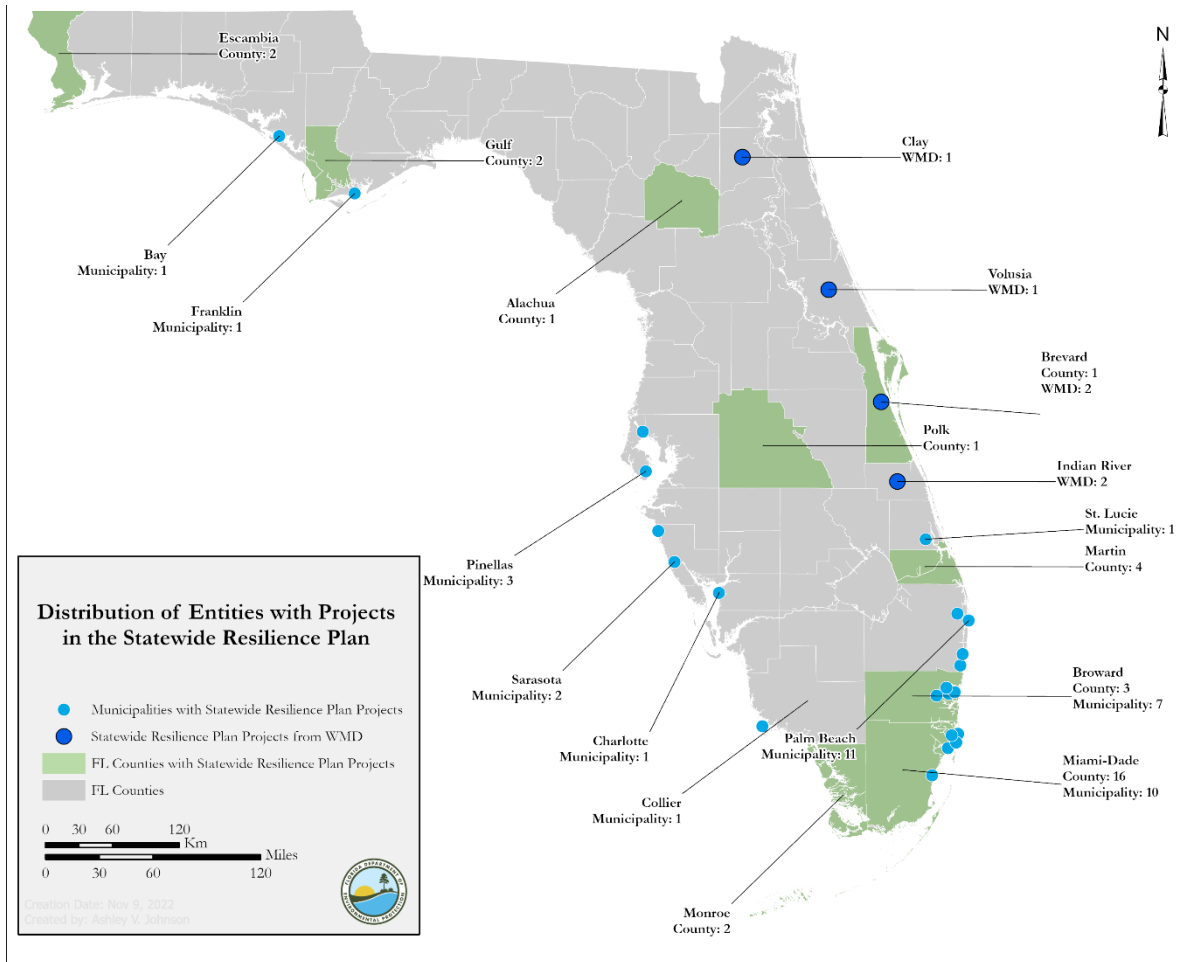 N
Escambia
County: 2
Gulf
County: 2
Clay
WMD: 1
Bay
Municipality: 1
Franklin
Municipality: 1
Alachua
County: 1
Volusia
WMD: 1
Brevard
County: 1
WMD: 2
Polk
County: 1
Indian River
WMD: 2
St. Lucie
Municipality: 1
Martin
County: 4
Pinellas
Municipality: 3
Sarasota
Municipality: 2
Charlotte
Municipality: 1
Collier
Municipality: 1
Palm Beach
Municipality: 11
Broward
County: 3
Municipality: 7
Miami-Dade
County: 16
Municipality: 10
Monroe
County: 2
Distribution of Entities with Projects
in the Statewide Resilience Plan
Municipalities with Statewide Resilience Plan Projects
Statewide Resilience Plan Projects from WMD
FL Counties with Statewide Resilience Plan Projects
FL Counties
0 30 60 120
Km
Miles
0 30 60 120
Creation Date: Nov 9, 2022
Created by: Ashley V. Johnson
FLORIDA DEPARTMENT OF
ENVIRONMENTAL PROTECTION